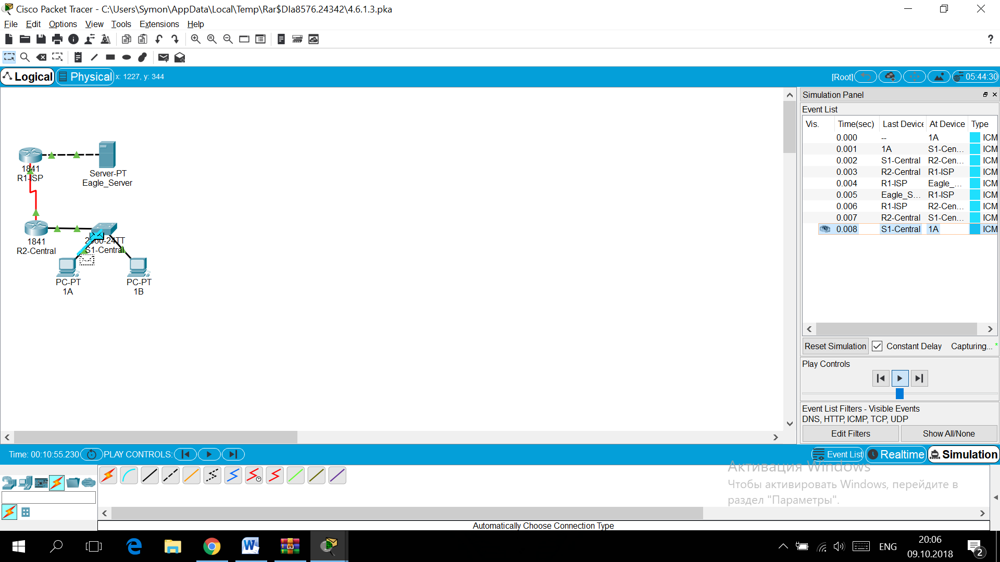 Cisco Packet Tracer - C:\Users\Symon\AppData\Local\Temp\Rar$DIa8576.24342\4.6.1.3.pka
File Edit Options View Tools Extensions Help
?
Logical Physical x: 1227, y: 344 [Root] 05:44:30
1841
R1-ISP
Server-PT
Eagle_Server
1841
R2-Central
2960-24TT
S1-Central
PC-PT
1A
PC-PT
1B
Simulation Panel
Event List
Vis. Time(sec) Last Device At Device Type
0.000 -- 1A ICM
0.001 1A S1-Cen... ICM
0.002 S1-Central R2-Cen... ICM
0.003 R2-Central R1-ISP ICM
0.004 R1-ISP Eagle_... ICM
0.005 Eagle_S... R1-ISP ICM
0.006 R1-ISP R2-Cen... ICM
0.007 R2-Central S1-Cen... ICM
0.008 S1-Central 1A ICM
Reset Simulation Constant Delay Capturing... *
Play Controls
Event List Filters - Visible Events
DNS, HTTP, ICMP, TCP, UDP
Edit Filters Show All/None
Time: 00:10:55.230 PLAY CONTROLS: Event List Realtime Simulation
Активация Windows
Чтобы активировать Windows, перейдите в
раздел "Параметры".
Automatically Choose Connection Type
ENG
20:06
09.10.2018
2